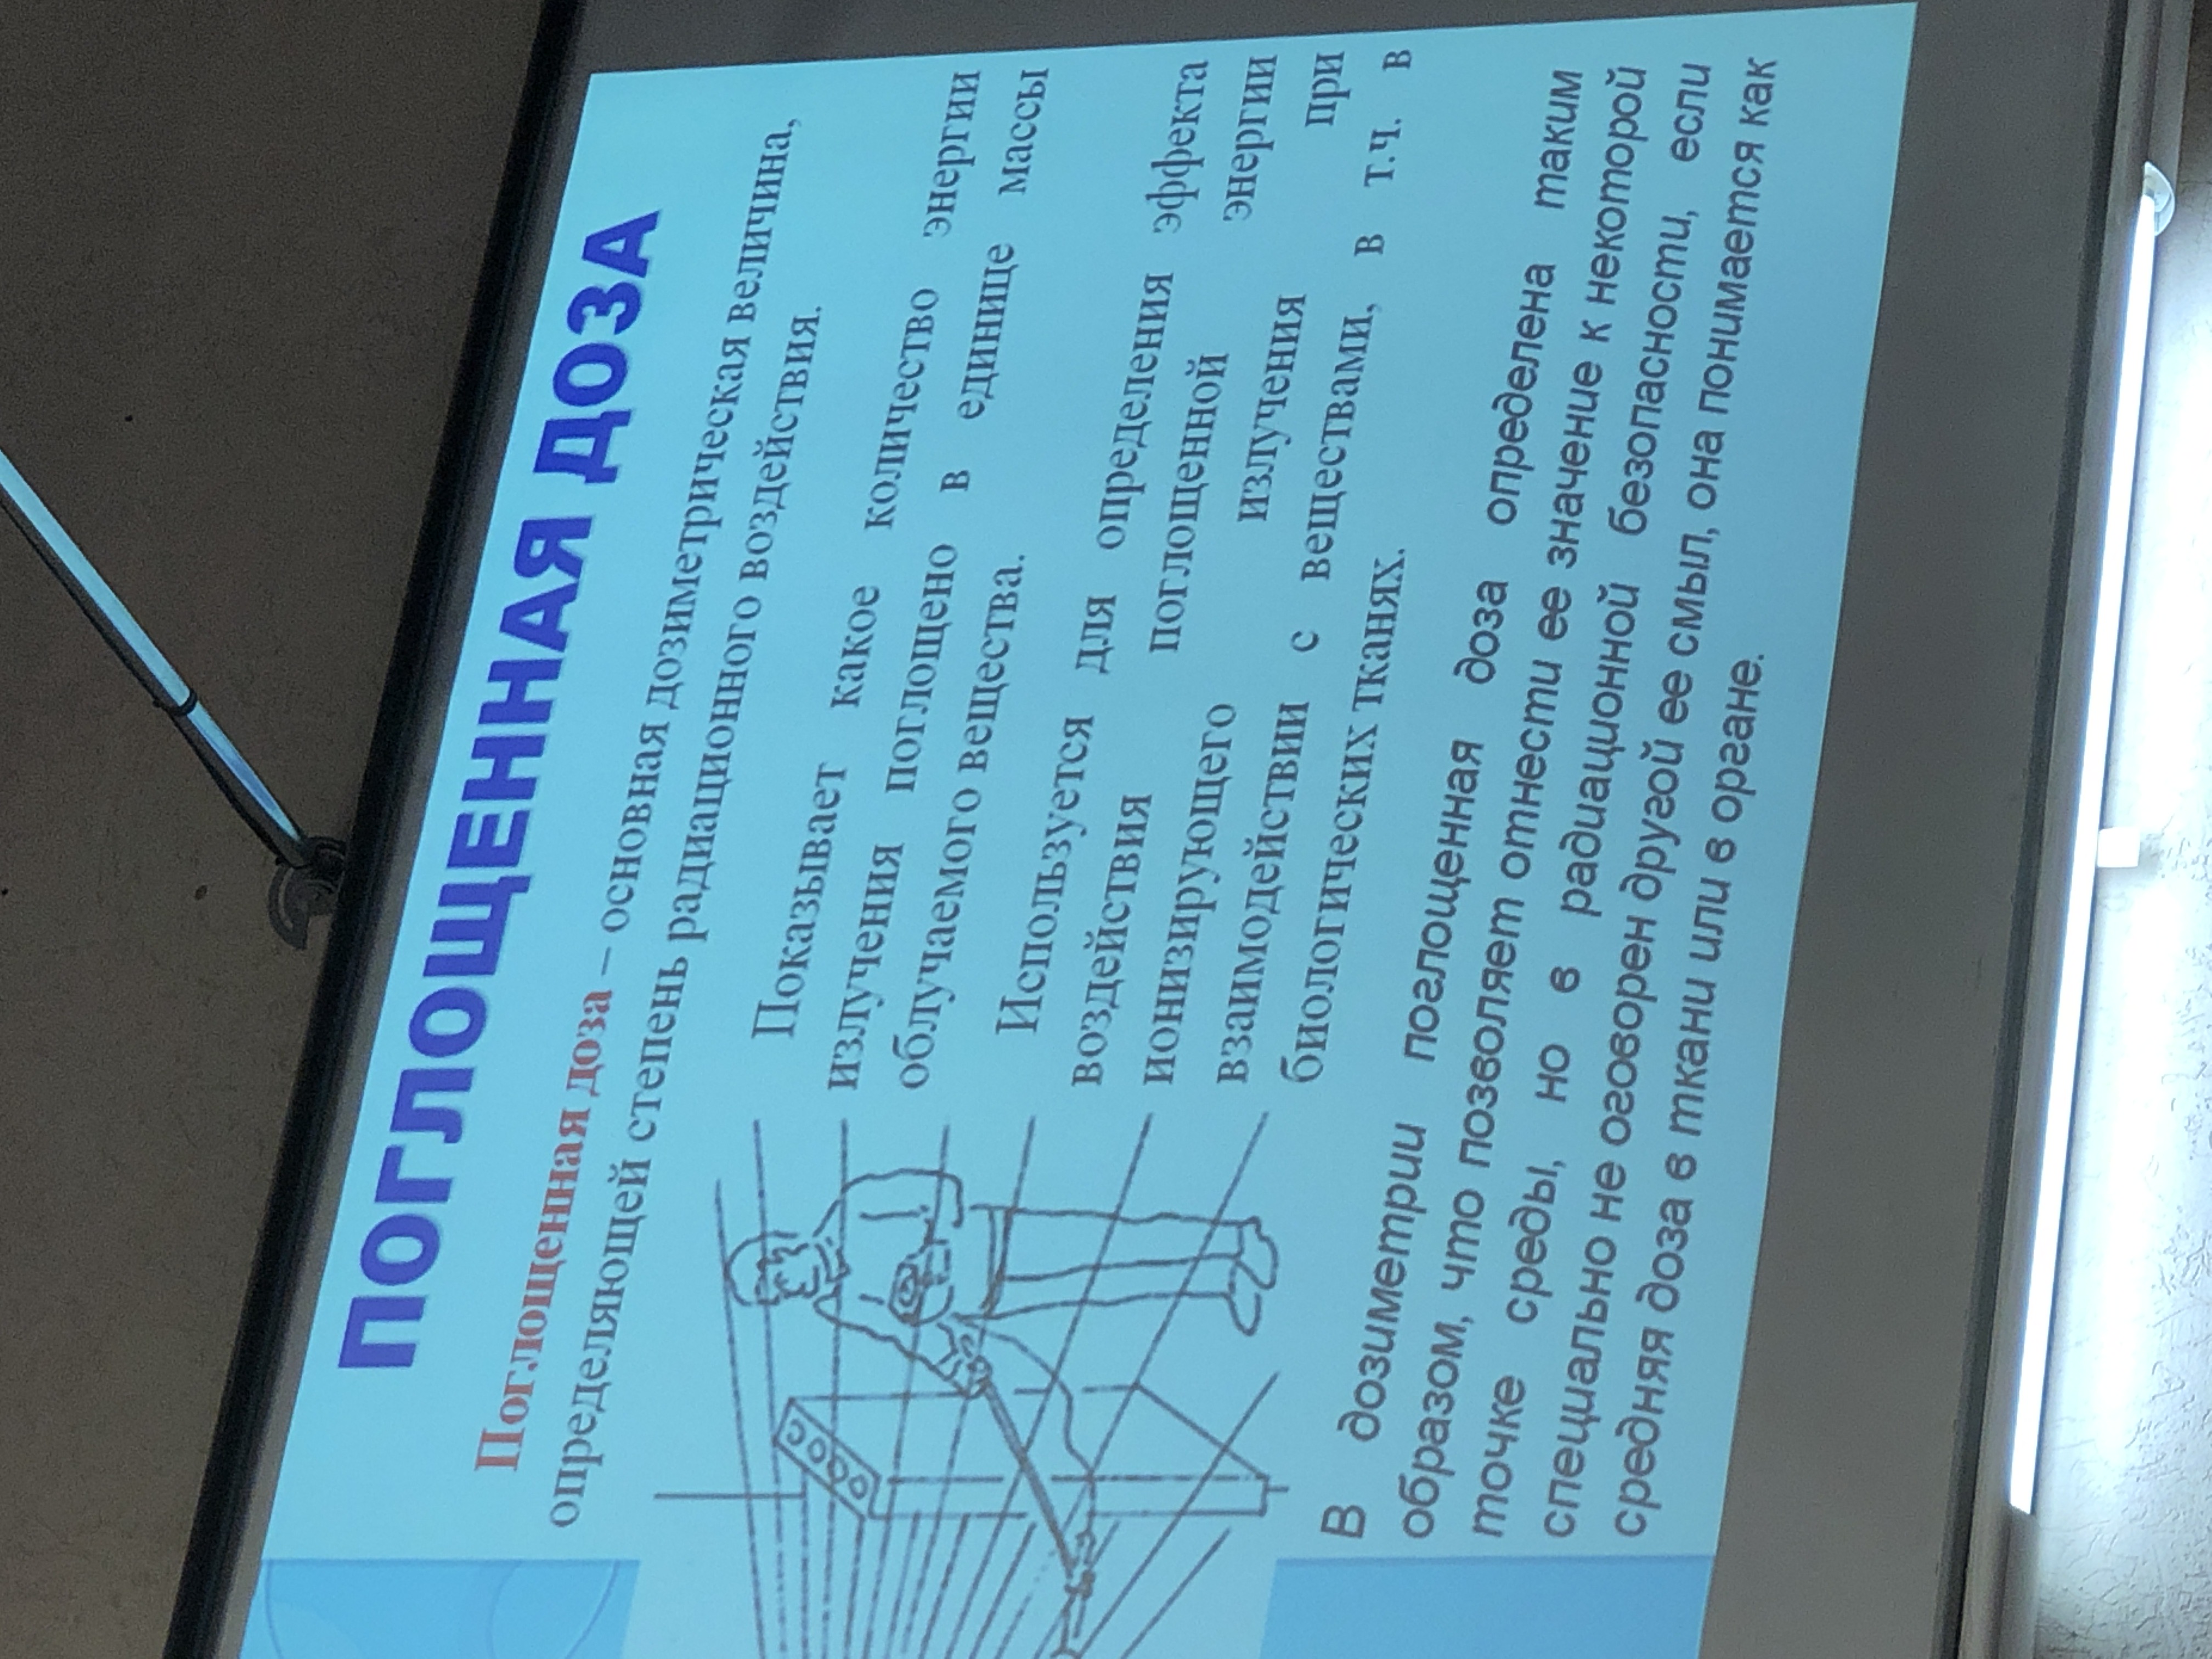 ПОГЛОЩЕННАЯ ДОЗА
Поглощенная доза – основная дозиметрическая величина,
определяющей степень радиационного воздействия.
Показывает какое количество энергии
излучения поглощено в единице массы
облучаемого вещества.
Используется для определения эффекта
воздействия поглощенной энергии
ионизирующего излучения при
взаимодействии с веществами, в т.ч. в
биологических тканях.
В дозиметрии поглощенная доза определена таким
образом, что позволяет отнести ее значение к некоторой
точке среды, но в радиационной безопасности, если
специально не оговорен другой ее смыл, она понимается как
средняя доза в ткани или в органе.